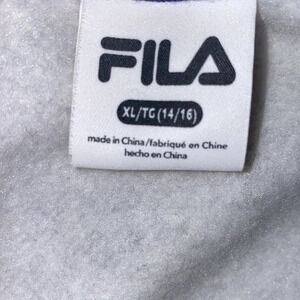 FILA
XL/TG (14/16)
made in China/fabriqué en Chine
hecho en China